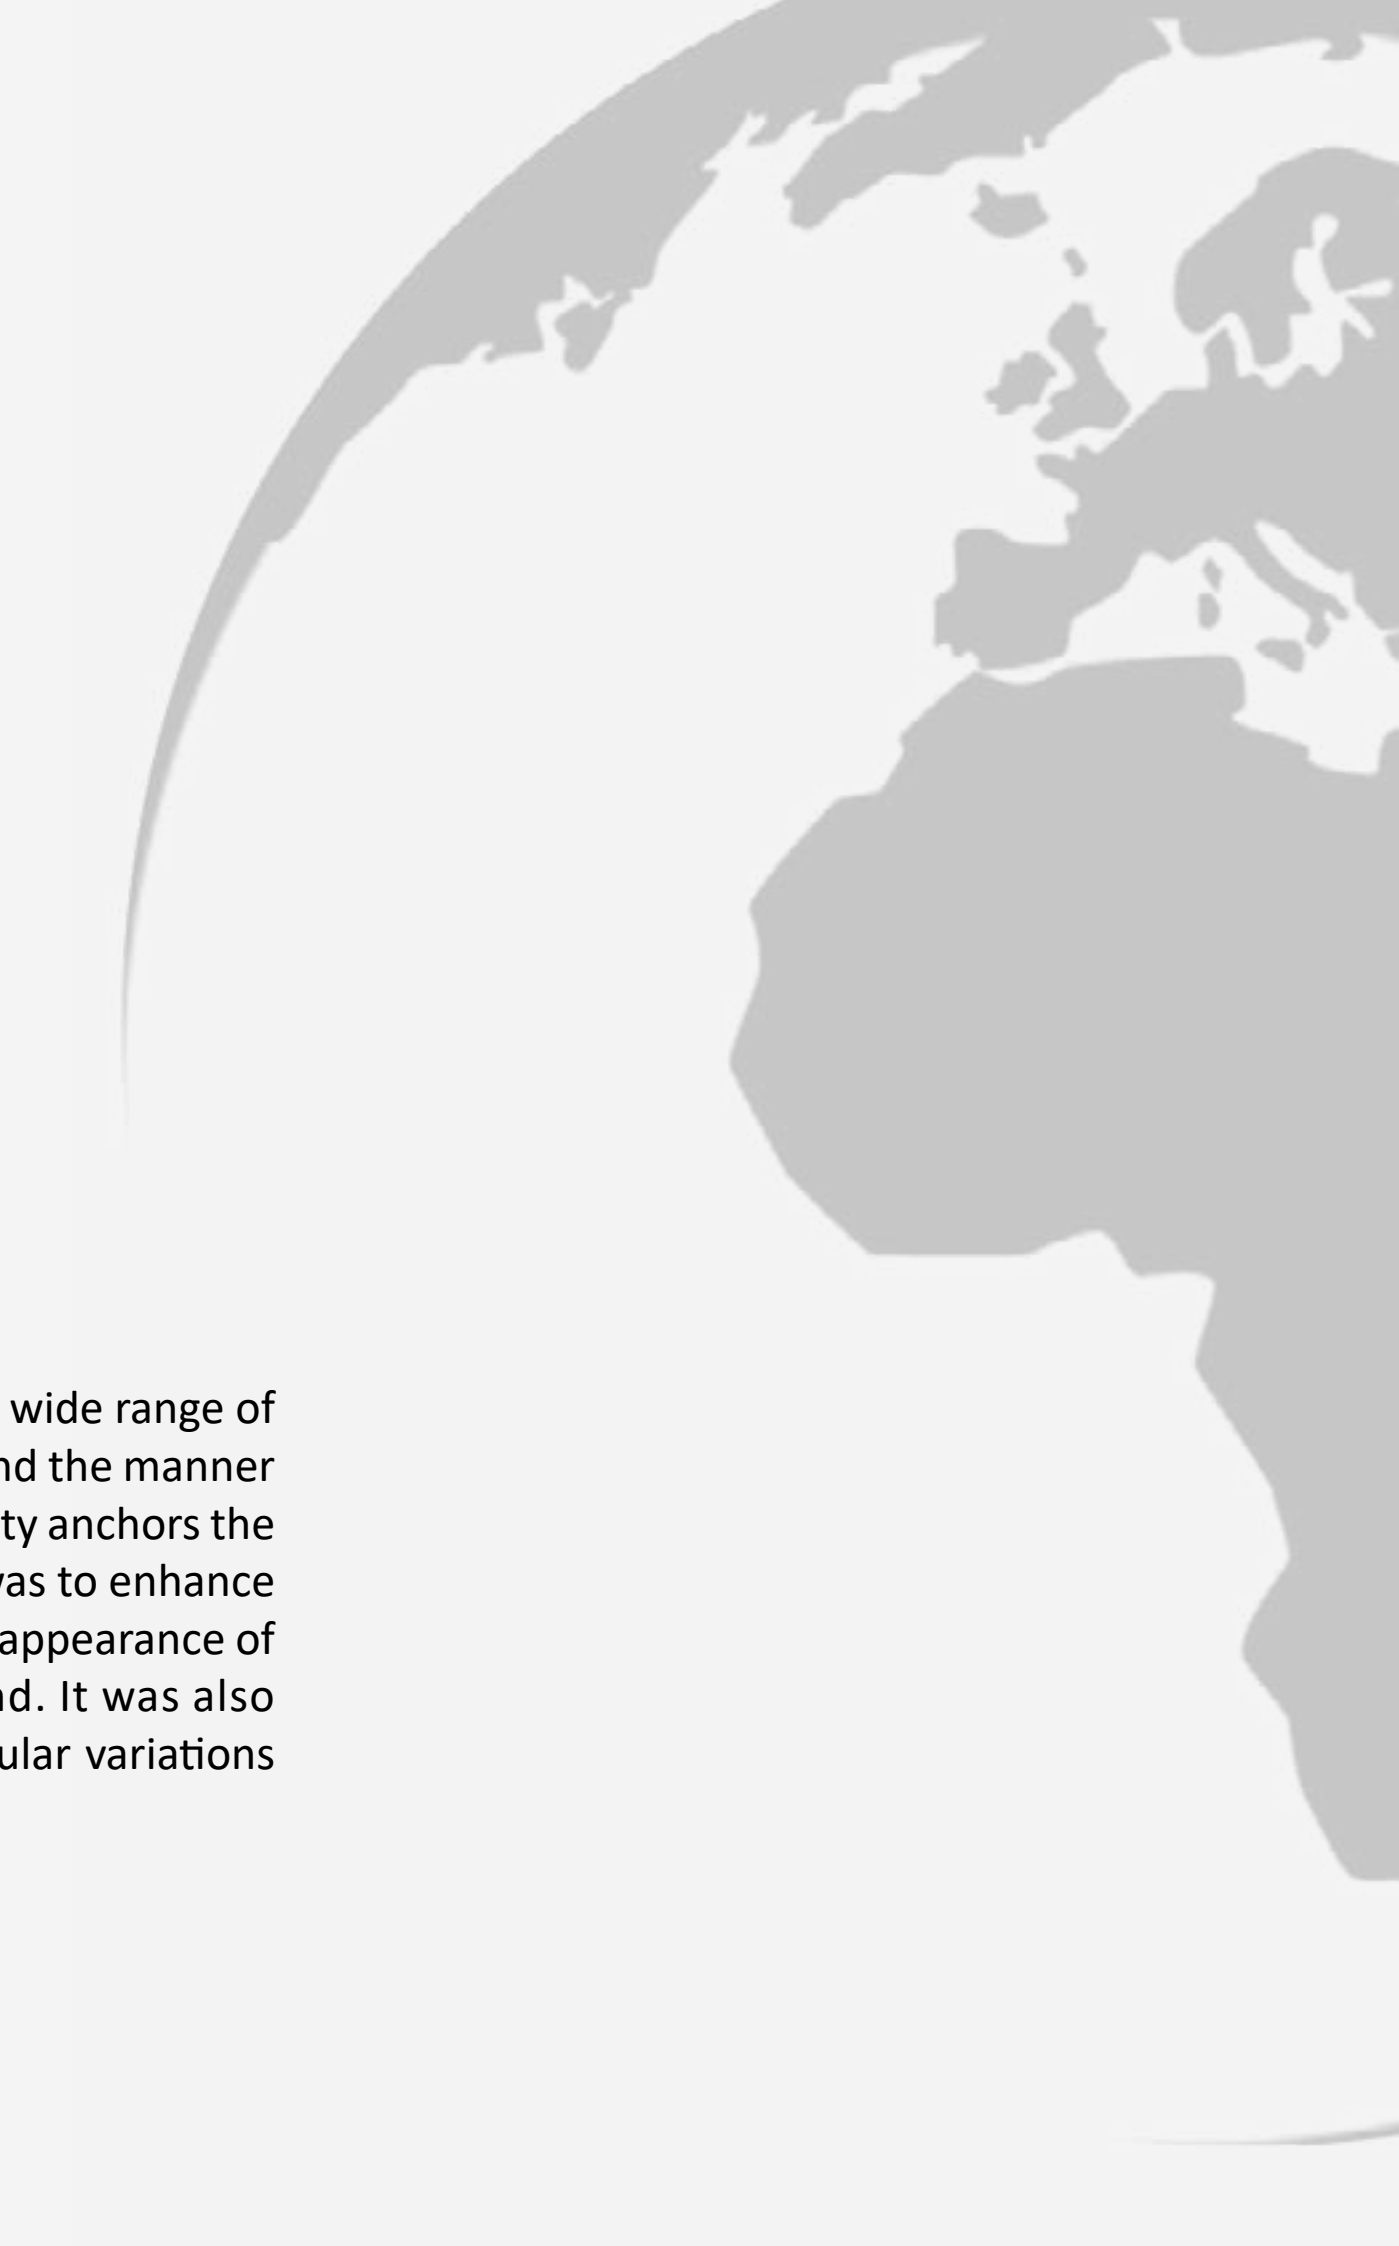 wide range of
nd the manner
ty anchors the
was to enhance
appearance of
nd. It was also
ular variations